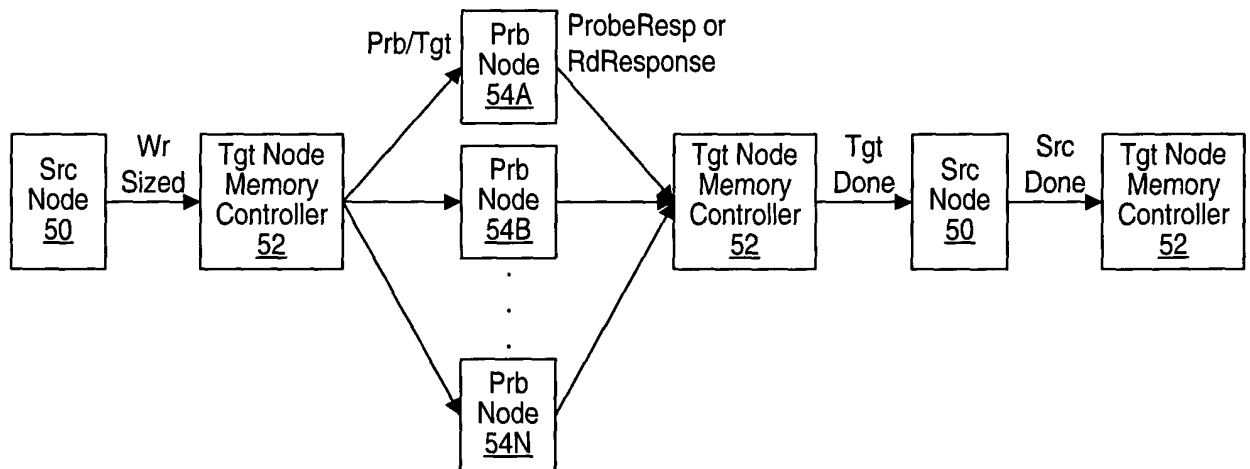 Prb/Tgt
Prb
Node
54A
ProbeResp or
RdResponse
Src
Node
50
Wr
Sized
Tgt Node
Memory
Controller
52
Prb
Node
54B
Tgt Node
Memory
Controller
52
Tgt
Done
Src
Node
50
Src
Done
Tgt Node
Memory
Controller
52
Prb
Node
54N